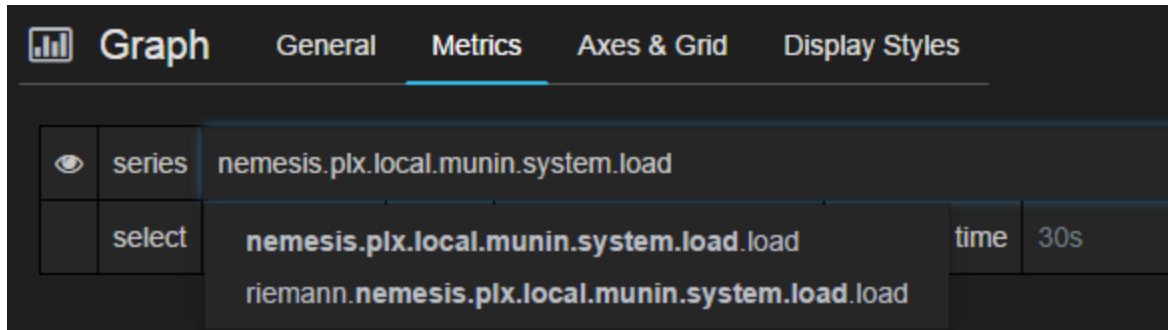 Graph General Metrics Axes & Grid Display Styles
series nemesis.plx.local.munin.system.load
select time 30s
nemesis.plx.local.munin.system.load.load
riemann.nemesis.plx.local.munin.system.load.load